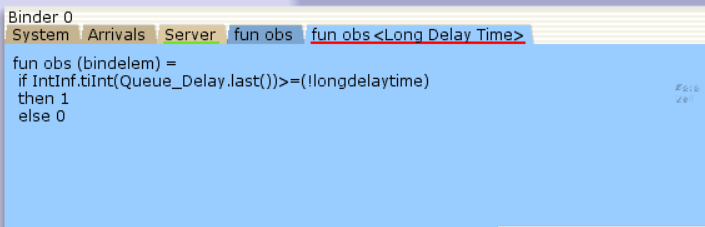 Binder 0
System Arrivals Server fun obs fun obs <Long Delay Time>
fun obs (bindelem) =
if IntInf.tiInt(Queue_Delay.last())>=(!longdelaytime)
then 1
else 0